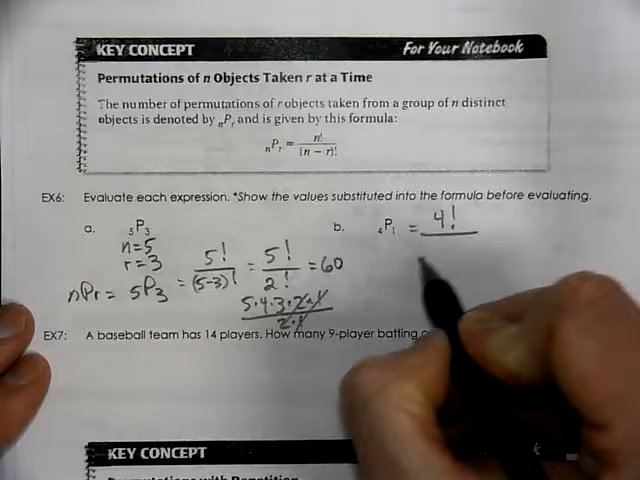 KEY CONCEPT For Your Notebook
Permutations of n Objects Taken r at a Time
The number of permutations of r objects taken from a group of n distinct
objects is denoted by nPr and is given by this formula:
nPr = n! / (n − r)!
EX6: Evaluate each expression. *Show the values substituted into the formula before evaluating.
a. 5P3
n=5
r=3
nPr = 5P3 = 5! / (5-3)! = 5! / 2! = 60
5·4·3·2·1 / 2·1
b. 4P1 = 4!
EX7: A baseball team has 14 players. How many 9-player batting
KEY CONCEPT